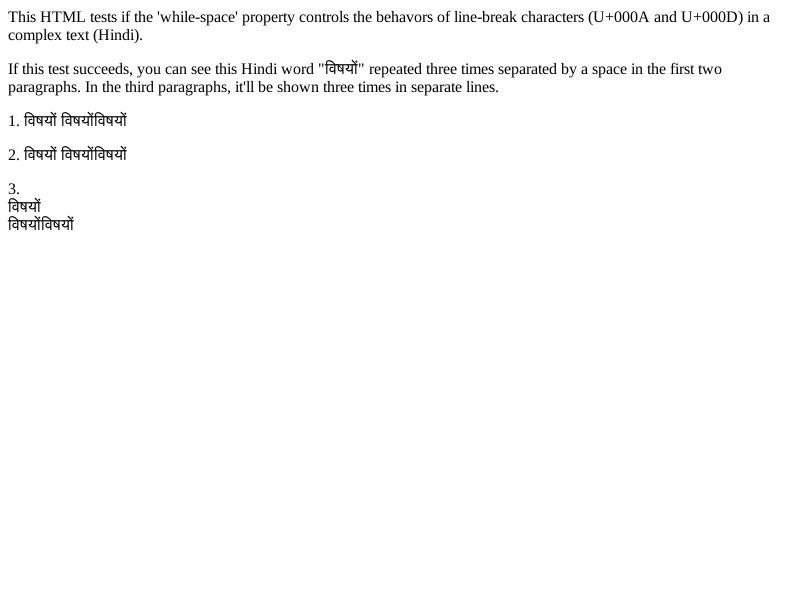 This HTML tests if the 'while-space' property controls the behavors of line-break characters (U+000A and U+000D) in a
complex text (Hindi).
If this test succeeds, you can see this Hindi word "विषयों" repeated three times separated by a space in the first two
paragraphs. In the third paragraphs, it'll be shown three times in separate lines.
1. विषयों विषयोंविषयों
2. विषयों विषयोंविषयों
3.
विषयों
विषयोंविषयों